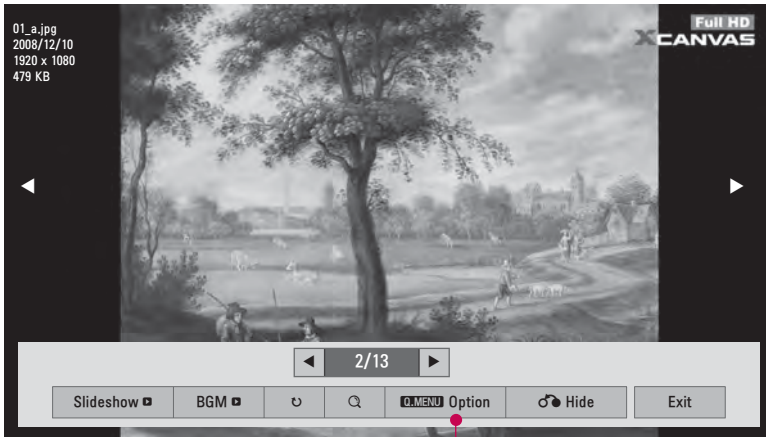 01_a.jpg
2008/12/10
1920 x 1080
479 KB
Full HD
XCANVAS
2/13
Slideshow
BGM
Q.MENU Option
Hide
Exit